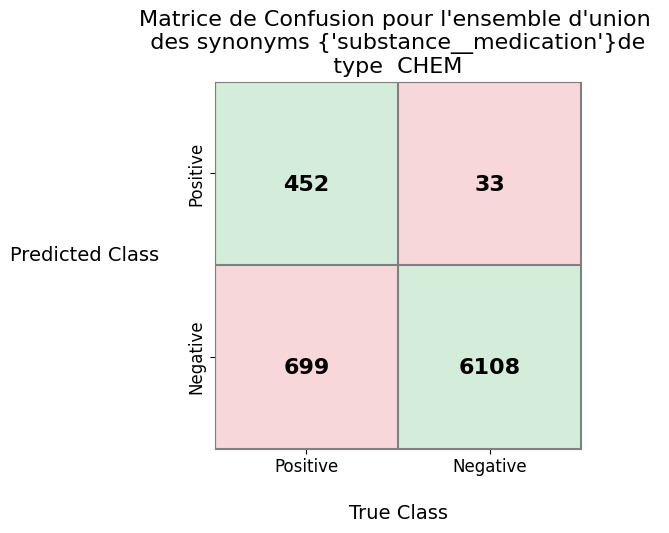 Matrice de Confusion pour l'ensemble d'union
des synonyms {'substance__medication'}de
type  CHEM
Positive
452
33
Predicted Class
Negative
699
6108
Positive
Negative
True Class